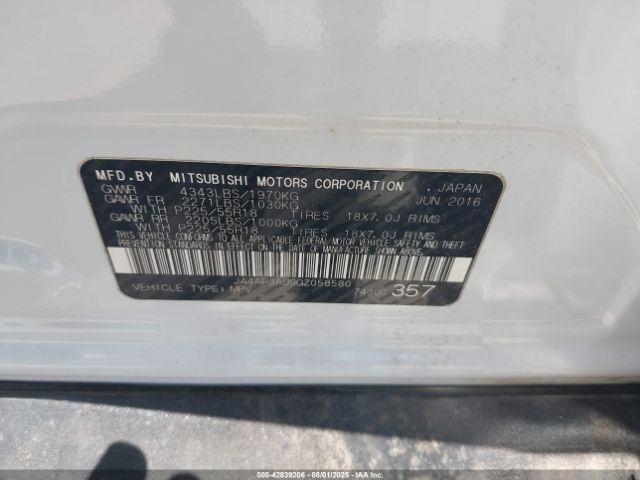 MFD.BY MITSUBISHI MOTORS CORPORATION , JAPAN
GVWR 4343LBS/1970KG JUN 2016
GAWR FR 2271LBS/1030KG
WITH P225/55R18 TIRES 18X7.0J RIMS
GAWR RR 2205LBS/1000KG
WITH P225/55R18 TIRES 18X7.0J RIMS
THIS VEHICLE CONFORMS TO ALL APPLICABLE FEDERAL MOTOR VEHICLE SAFETY AND
THEFT PREVENTION STANDARDS IN EFFECT ON THE DATE OF MANUFACTURE SHOWN ABOVE.
JA4AP3AU9GZ058580
VEHICLE TYPE: MPV 357
000-42839206 - 08/01/2025 - IAAI.com